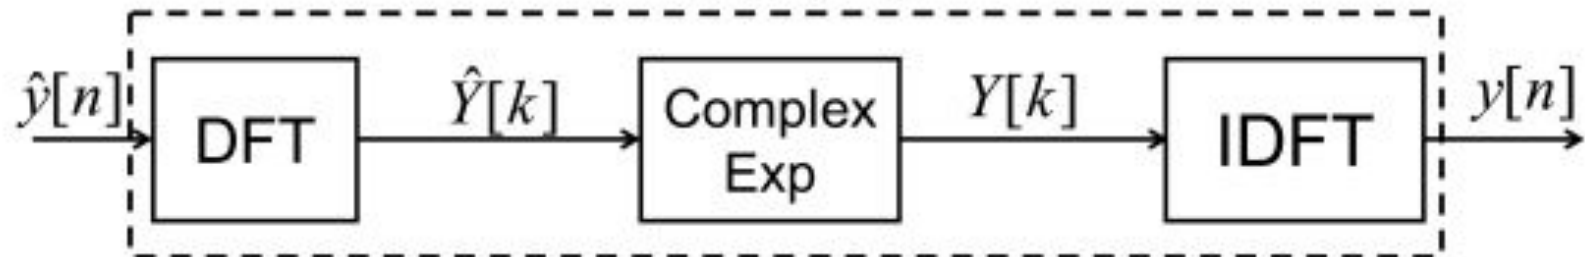 ŷ[n]
DFT
Ŷ[k]
Complex
Exp
Y[k]
IDFT
y[n]